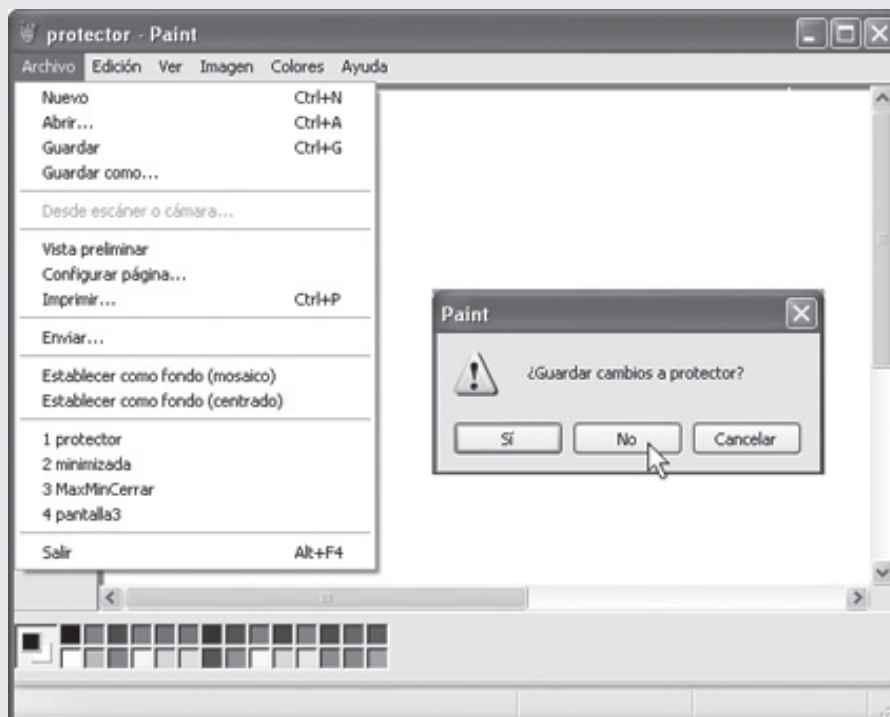 protector - Paint
Archivo Edición Ver Imagen Colores Ayuda
Nuevo Ctrl+N
Abrir... Ctrl+A
Guardar Ctrl+G
Guardar como...
Desde escáner o cámara...
Vista preliminar
Configurar página...
Imprimir... Ctrl+P
Enviar...
Establecer como fondo (mosaico)
Establecer como fondo (centrado)
1 protector
2 minimizada
3 MaxMinCerrar
4 pantalla3
Salir Alt+F4
Paint
¿Guardar cambios a protector?
Sí No Cancelar